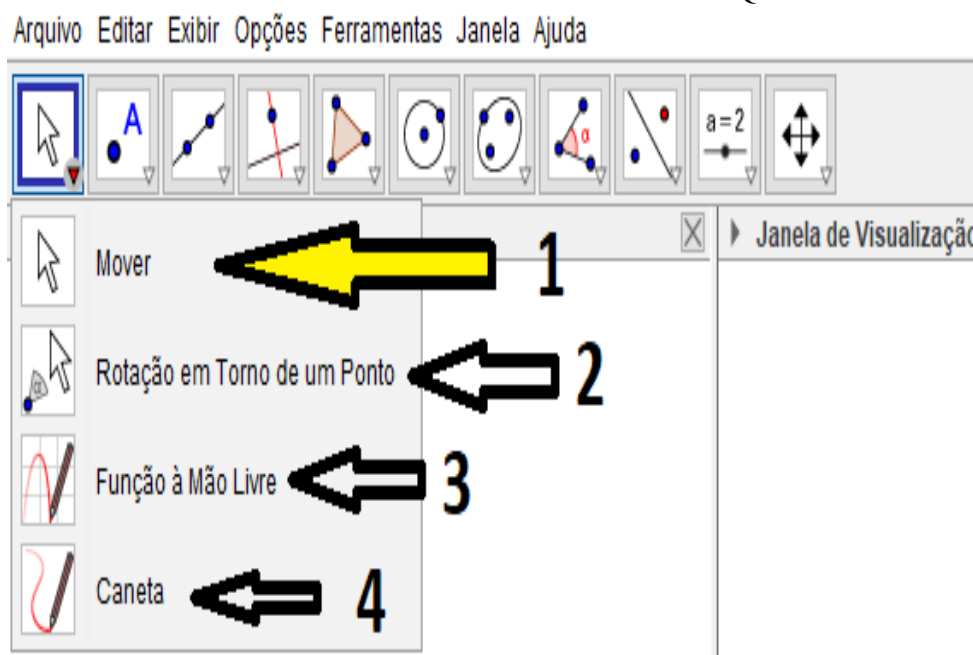 Arquivo Editar Exibir Opções Ferramentas Janela Ajuda
A
α
a = 2
Janela de Visualização
Mover
1
α
Rotação em Torno de um Ponto
2
Função à Mão Livre
3
Caneta
4